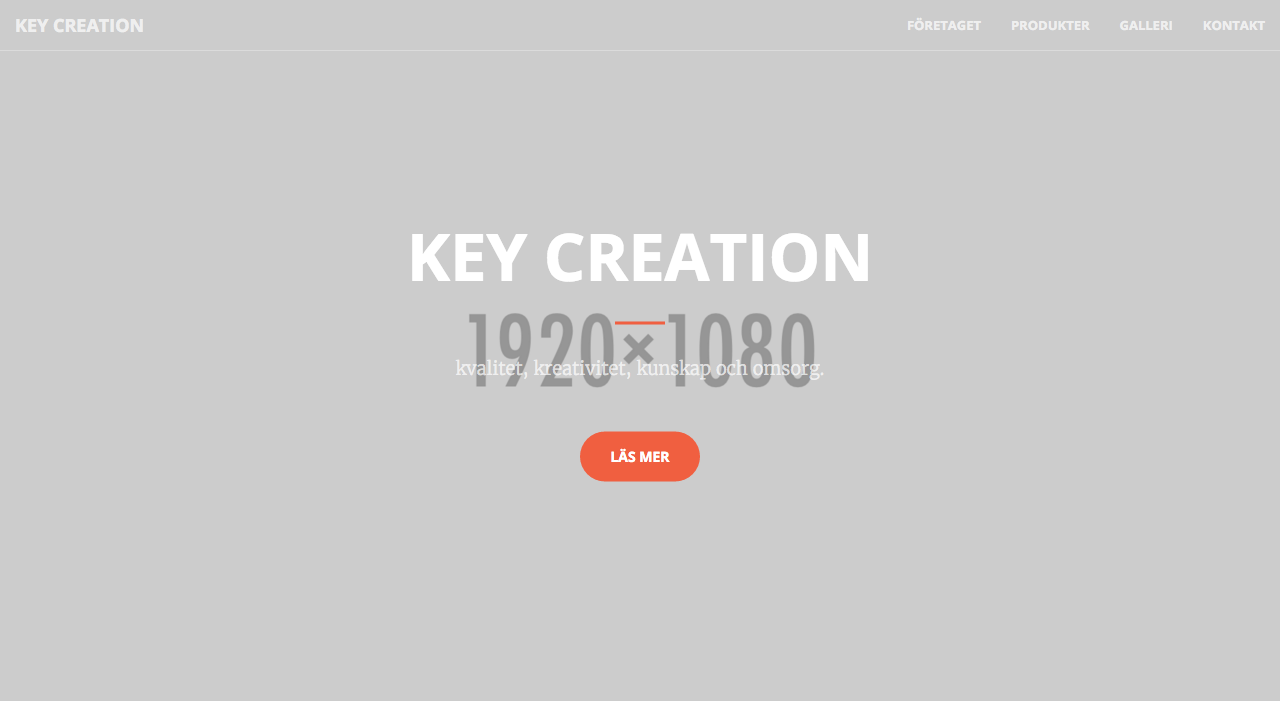 KEY CREATION
FÖRETAGET PRODUKTER GALLERI KONTAKT
KEY CREATION
1920×1080
kvalitet, kreativitet, kunskap och omsorg.
LÄS MER